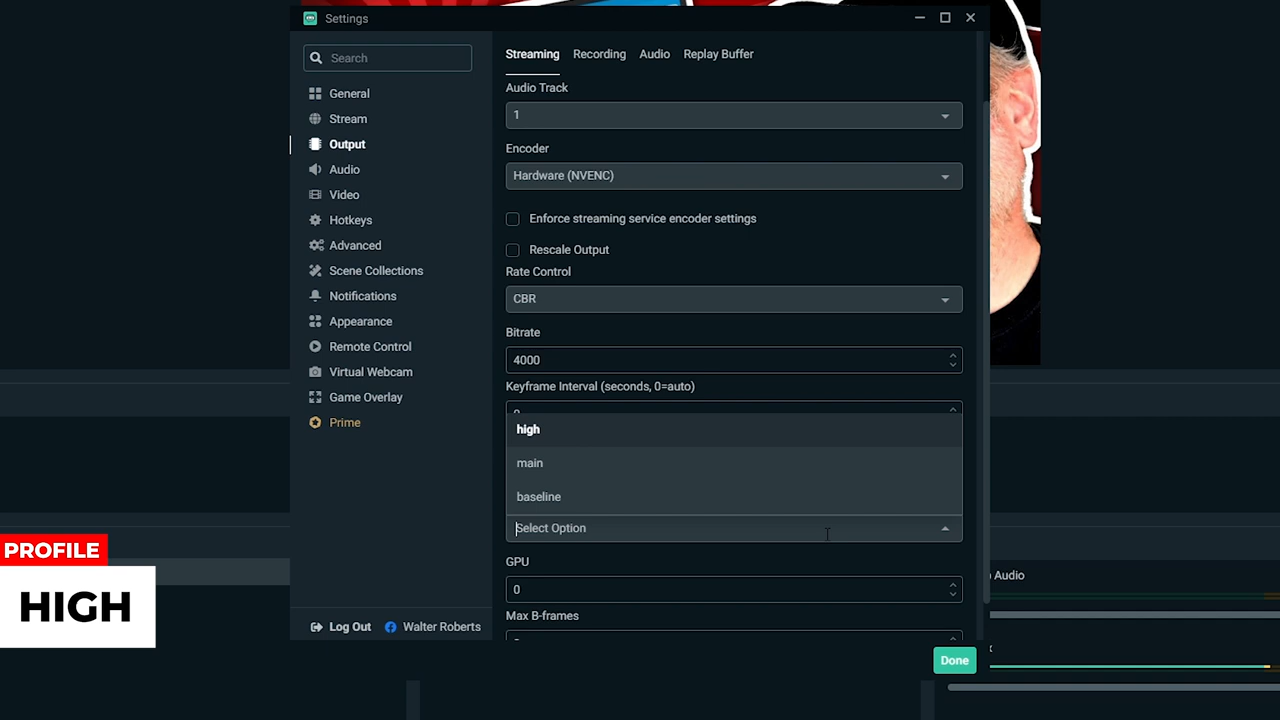 Settings
Search
General
Stream
Output
Audio
Video
Hotkeys
Advanced
Scene Collections
Notifications
Appearance
Remote Control
Virtual Webcam
Game Overlay
Prime
Log Out
Walter Roberts
Streaming Recording Audio Replay Buffer
Audio Track
1
Encoder
Hardware (NVENC)
Enforce streaming service encoder settings
Rescale Output
Rate Control
CBR
Bitrate
4000
Keyframe Interval (seconds, 0=auto)
high
main
baseline
Select Option
GPU
0
Max B-frames
Done
Audio
PROFILE
HIGH